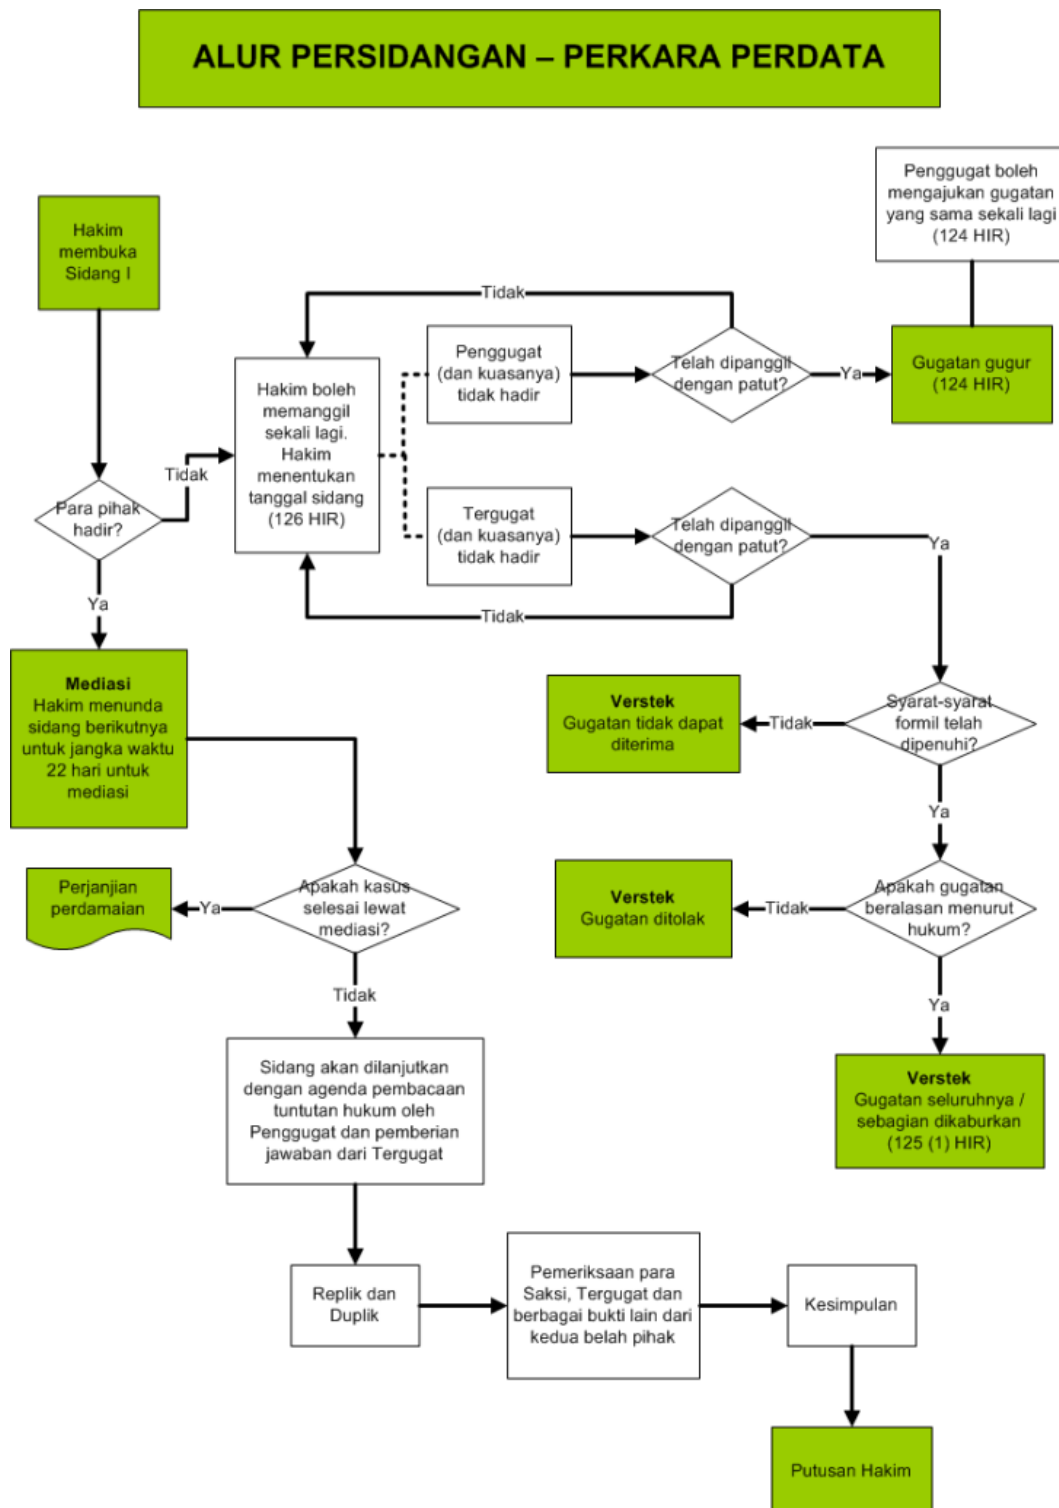 ALUR PERSIDANGAN – PERKARA PERDATA
Penggugat boleh
mengajukan gugatan
yang sama sekali lagi
(124 HIR)
Hakim
membuka
Sidang I
Tidak
Penggugat
(dan kuasanya)
tidak hadir
Telah dipanggil
dengan patut?
Ya
Gugatan gugur
(124 HIR)
Hakim boleh
memanggil
sekali lagi.
Hakim
menentukan
tanggal sidang
(126 HIR)
Tidak
Para pihak
hadir?
Tergugat
(dan kuasanya)
tidak hadir
Telah dipanggil
dengan patut?
Ya
Tidak
Ya
Mediasi
Hakim menunda
sidang berikutnya
untuk jangka waktu
22 hari untuk
mediasi
Verstek
Gugatan tidak dapat
diterima
Tidak
Syarat-syarat
formil telah
dipenuhi?
Ya
Perjanjian
perdamaian
Ya
Apakah kasus
selesai lewat
mediasi?
Verstek
Gugatan ditolak
Tidak
Apakah gugatan
beralasan menurut
hukum?
Tidak
Ya
Sidang akan dilanjutkan
dengan agenda pembacaan
tuntutan hukum oleh
Penggugat dan pemberian
jawaban dari Tergugat
Verstek
Gugatan seluruhnya /
sebagian dikaburkan
(125 (1) HIR)
Replik dan
Duplik
Pemeriksaan para
Saksi, Tergugat dan
berbagai bukti lain dari
kedua belah pihak
Kesimpulan
Putusan Hakim